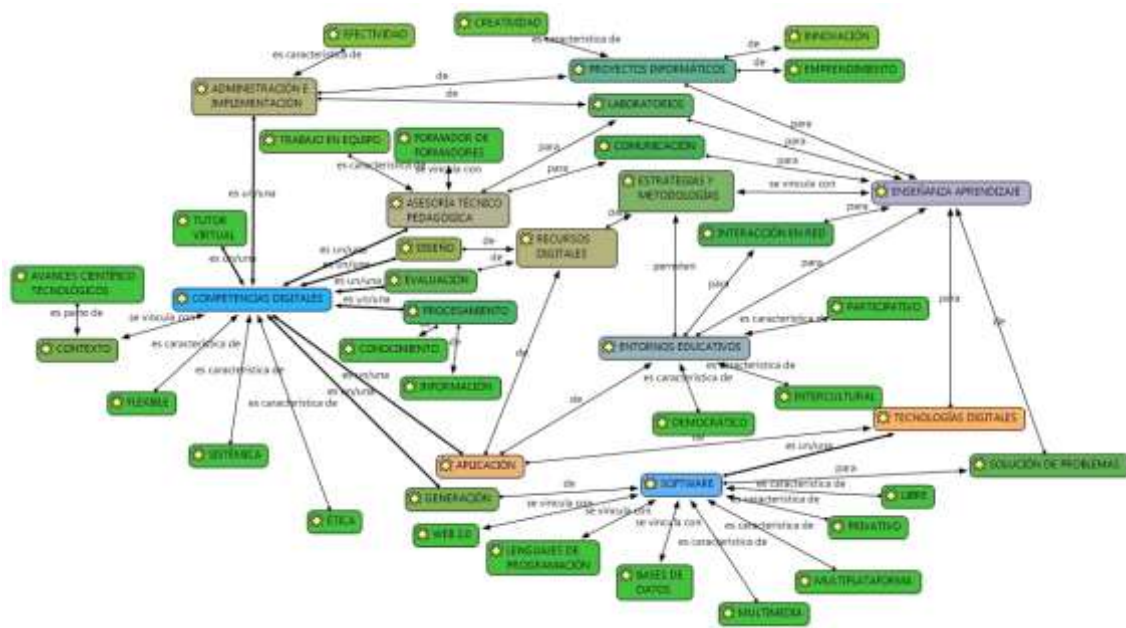 CREATIVIDAD
EFECTIVIDAD
es característica de
INNOVACIÓN
es característica de
de
PROYECTOS INFORMÁTICOS
de
EMPRENDIMIENTO
ADMINISTRACIÓN E
IMPLEMENTACIÓN
de
de
LABORATORIOS
para
TRABAJO EN EQUIPO
FORMADOR DE
FORMADORES
para
para
COMUNICACIÓN
para
es característica de
se vincula con
para
ESTRATEGIAS Y
METODOLOGÍAS
se vincula con
ENSEÑANZA APRENDIZAJE
es un/una
ASESORÍA TÉCNICO
PEDAGÓGICA
para
para
TUTOR
VIRTUAL
RECURSOS
DIGITALES
INTERACCIÓN EN RED
es un/una
DISEÑO
de
es un/una
es un/una
permiten
para
AVANCES CIENTÍFICO
TECNOLÓGICOS
es un/una
EVALUACIÓN
de
para
COMPETENCIAS DIGITALES
es un/una
PROCESAMIENTO
PARTICIPATIVO
es parte de
se vincula con
para
es característica de
de
CONTEXTO
es característica de
CONOCIMIENTO
de
ENTORNOS EDUCATIVOS
de
es característica de
es un/una
es característica de
es característica de
INFORMACIÓN
es un/una
de
INTERCULTURAL
FLEXIBLE
es característica de
DEMOCRÁTICO
TECNOLOGÍAS DIGITALES
de
es un/una
SISTÉMICA
APLICACIÓN
para
SOLUCIÓN DE PROBLEMAS
de
SOFTWARE
es característica de
GENERACIÓN
LIBRE
se vincula con
es característica de
ÉTICA
se vincula con
se vincula con
es característica de
PRIVATIVO
WEB 2.0
es característica de
LENGUAJES DE
PROGRAMACIÓN
BASES DE
DATOS
MULTIPLATAFORMA
MULTIMEDIA